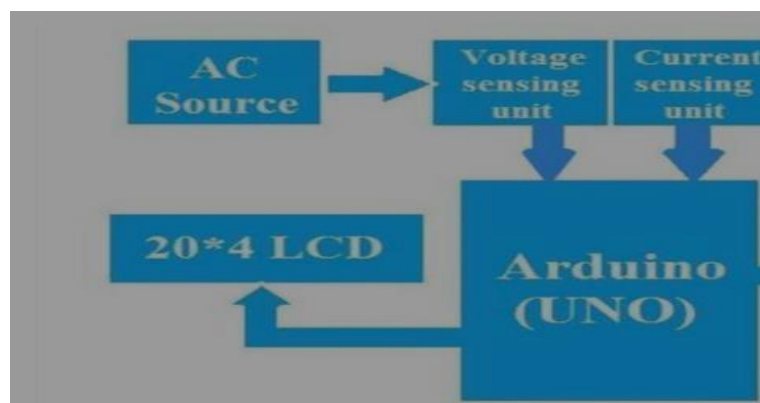 AC
Source
Voltage
sensing
unit
Current
sensing
unit
20*4 LCD
Arduino
(UNO)